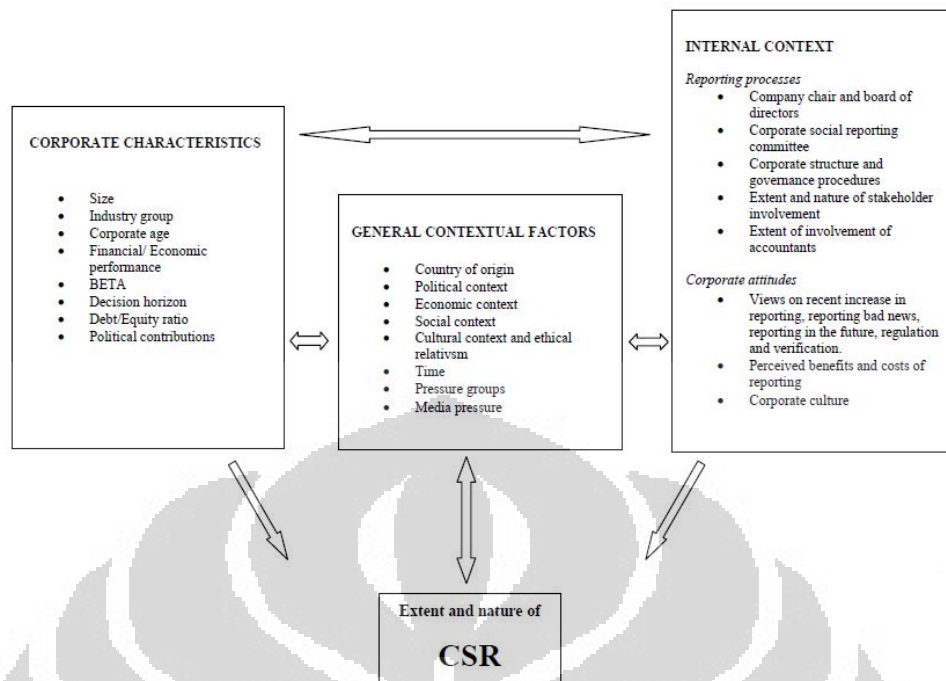 CORPORATE CHARACTERISTICS
• Size
• Industry group
• Corporate age
• Financial/ Economic
performance
• BETA
• Decision horizon
• Debt/Equity ratio
• Political contributions
GENERAL CONTEXTUAL FACTORS
• Country of origin
• Political context
• Economic context
• Social context
• Cultural context and ethical
relativsm
• Time
• Pressure groups
• Media pressure
INTERNAL CONTEXT
Reporting processes
• Company chair and board of
directors
• Corporate social reporting
committee
• Corporate structure and
governance procedures
• Extent and nature of stakeholder
involvement
• Extent of involvement of
accountants
Corporate attitudes
• Views on recent increase in
reporting, reporting bad news,
reporting in the future, regulation
and verification.
• Perceived benefits and costs of
reporting
• Corporate culture
Extent and nature of
CSR